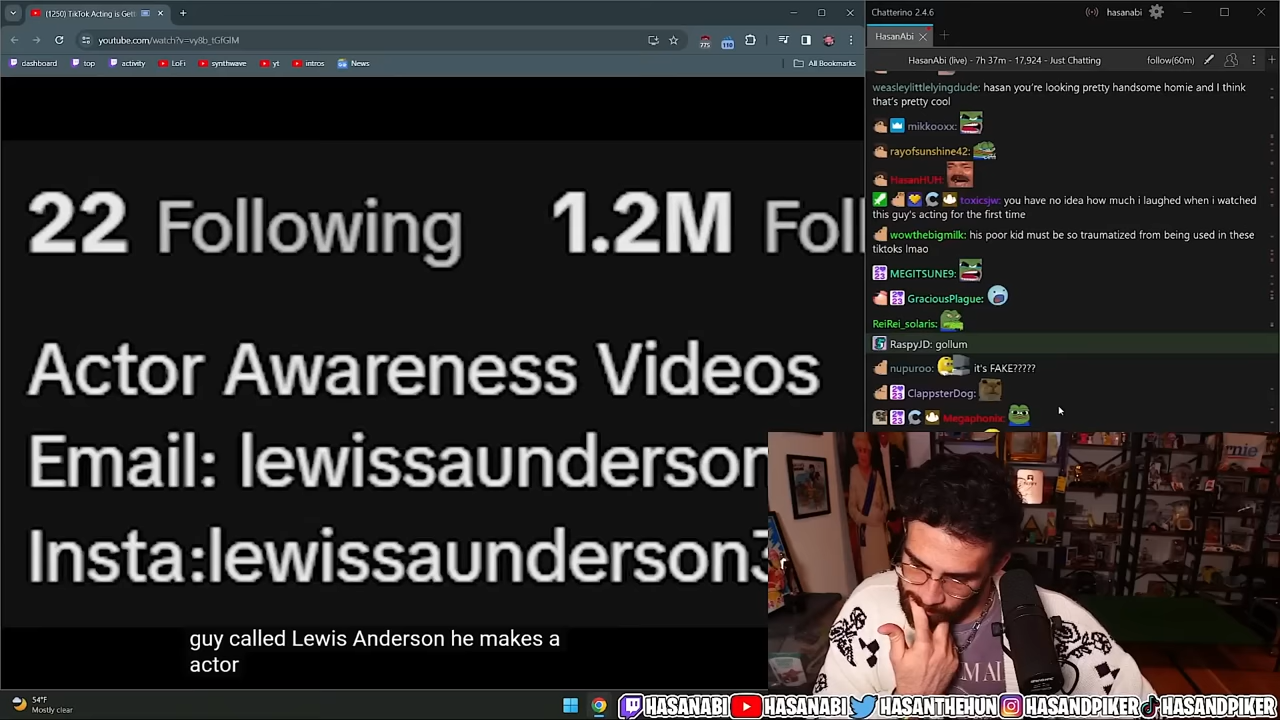 (1250) TikTok Acting is Gett
youtube.com/watch?v=vy8b_tGfGIM
775
110
dashboard
top
activity
LoFi
synthwave
yt
intros
News
All Bookmarks
22 Following
1.2M Foll
Actor Awareness Videos
Email: lewissaunderson
Insta:lewissaunderson3
guy called Lewis Anderson he makes a
actor
Chatterino 2.4.6
hasanabi
HasanAbi
HasanAbi (live) - 7h 37m - 17,924 - Just Chatting
follow(60m)
weasleylittlelyingdude: hasan you're looking pretty handsome homie and I think
that's pretty cool
mikkooxx:
rayofsunshine42:
HasanHUH:
toxicsjw: you have no idea how much i laughed when i watched
this guy's acting for the first time
wowthebigmilk: his poor kid must be so traumatized from being used in these
tiktoks lmao
MEGITSUNE9:
GraciousPlague:
ReiRei_solaris:
RaspyJD: gollum
nupuroo: it's FAKE?????
ClappsterDog:
Megaphonix:
ernie
54°F
Mostly clear
HASANABI
HASANABI
HASANTHEHUN
HASANDPIKER
HASANDPIKER